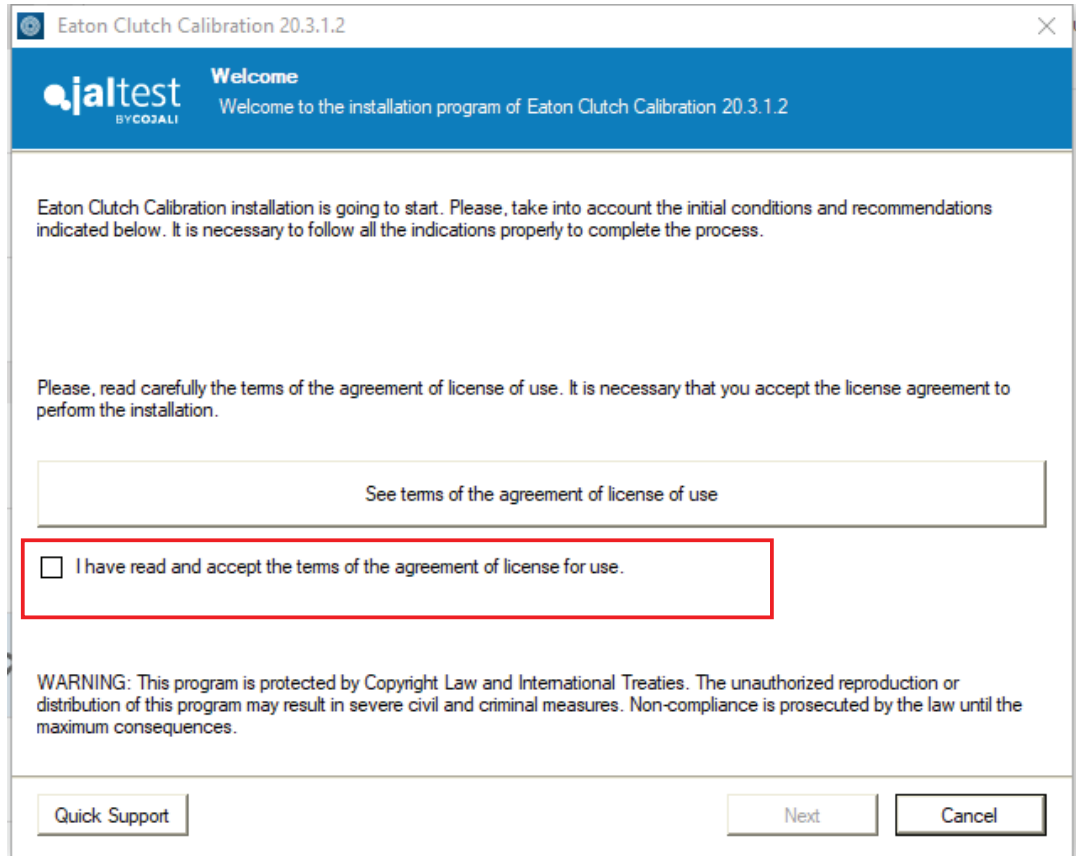 Eaton Clutch Calibration 20.3.1.2
jaltest
BY COJALI
Welcome
Welcome to the installation program of Eaton Clutch Calibration 20.3.1.2
Eaton Clutch Calibration installation is going to start. Please, take into account the initial conditions and recommendations
indicated below. It is necessary to follow all the indications properly to complete the process.
Please, read carefully the terms of the agreement of license of use. It is necessary that you accept the license agreement to
perform the installation.
See terms of the agreement of license of use
I have read and accept the terms of the agreement of license for use.
WARNING: This program is protected by Copyright Law and International Treaties. The unauthorized reproduction or
distribution of this program may result in severe civil and criminal measures. Non-compliance is prosecuted by the law until the
maximum consequences.
Quick Support
Next
Cancel